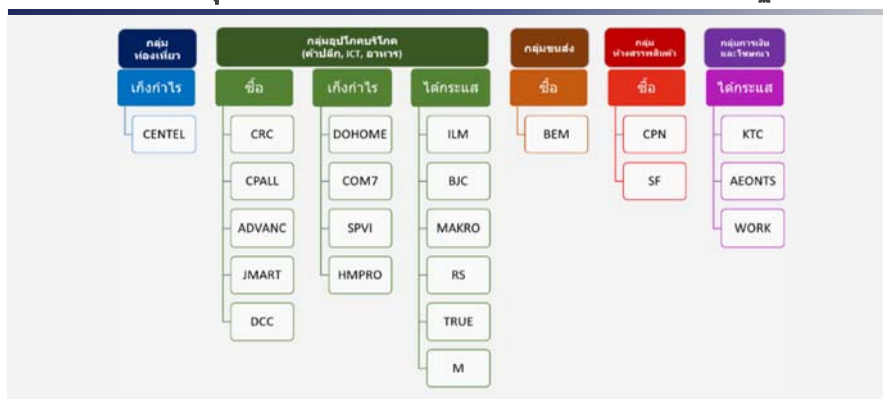 กลุ่ม
ท่องเที่ยว
เก็งกำไร
CENTEL
กลุ่มอุปโภคบริโภค
(ค้าปลีก, ICT, อาหาร)
ซื้อ
CRC
CPALL
ADVANC
JMART
DCC
เก็งกำไร
DOHOME
COM7
SPVI
HMPRO
ได้กระแส
ILM
BJC
MAKRO
RS
TRUE
M
กลุ่มขนส่ง
ซื้อ
BEM
กลุ่ม
ห้างสรรพสินค้า
ซื้อ
CPN
SF
กลุ่มการเงิน
และโฆษณา
ได้กระแส
KTC
AEONTS
WORK